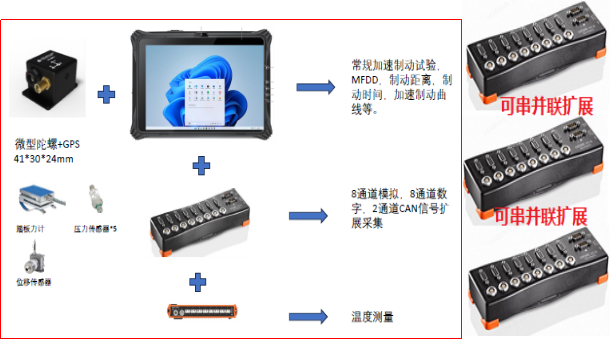 常规加速制动试验、
MFDD、制动距离、制
动时间、加速制动曲
线等。
微型陀螺+GPS
41*30*24mm
8通道模拟、8通道数
字、2通道CAN信号扩
展采集
踏板力计
压力传感器*5
位移传感器
温度测量
可串并联扩展
可串并联扩展